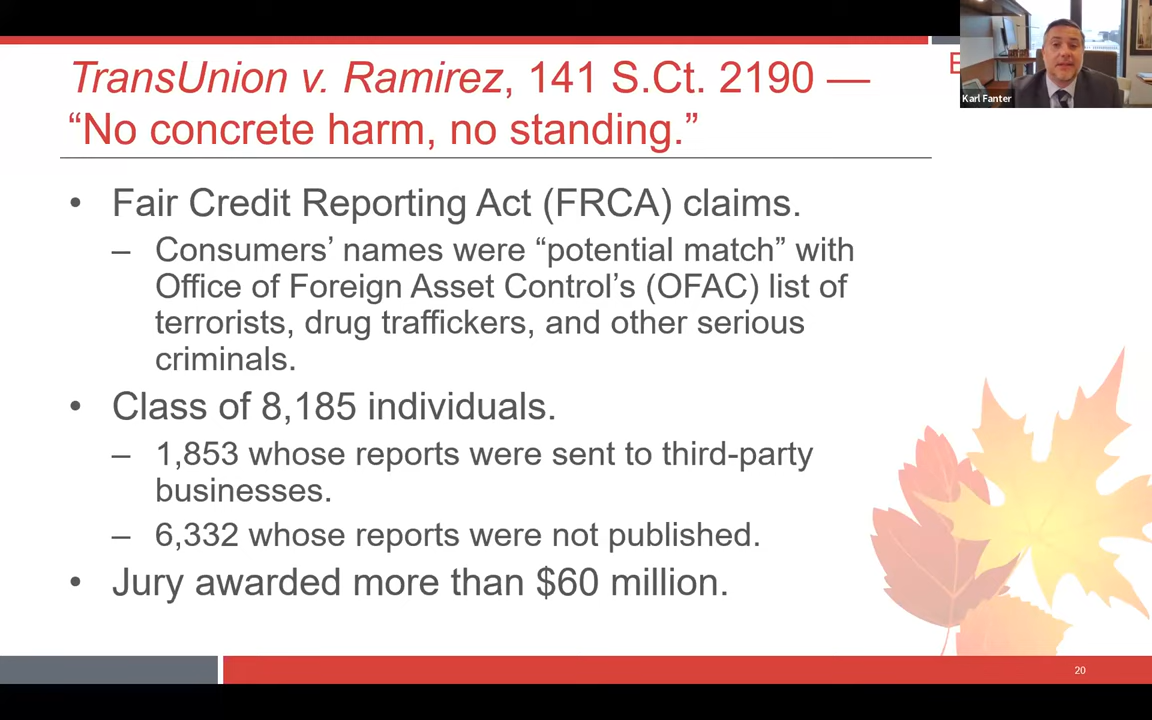 TransUnion v. Ramirez, 141 S.Ct. 2190 —
“No concrete harm, no standing.”
Karl Fanter
• Fair Credit Reporting Act (FRCA) claims.
– Consumers’ names were “potential match” with
Office of Foreign Asset Control’s (OFAC) list of
terrorists, drug traffickers, and other serious
criminals.
• Class of 8,185 individuals.
– 1,853 whose reports were sent to third-party
businesses.
– 6,332 whose reports were not published.
• Jury awarded more than $60 million.
20